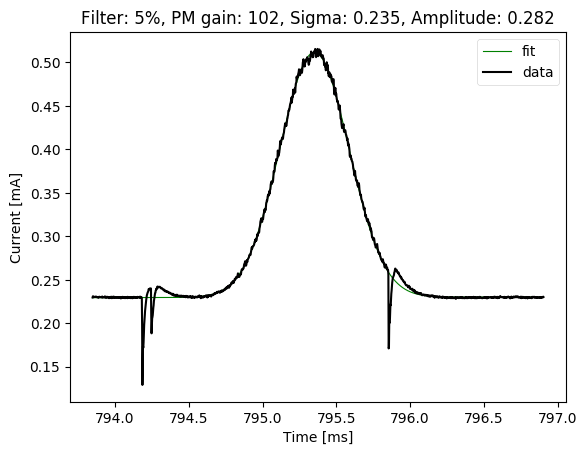 Filter: 5%, PM gain: 102, Sigma: 0.235, Amplitude: 0.282
fit
data
0.50
0.45
0.40
0.35
0.30
0.25
0.20
0.15
Current [mA]
794.0 794.5 795.0 795.5 796.0 796.5 797.0
Time [ms]